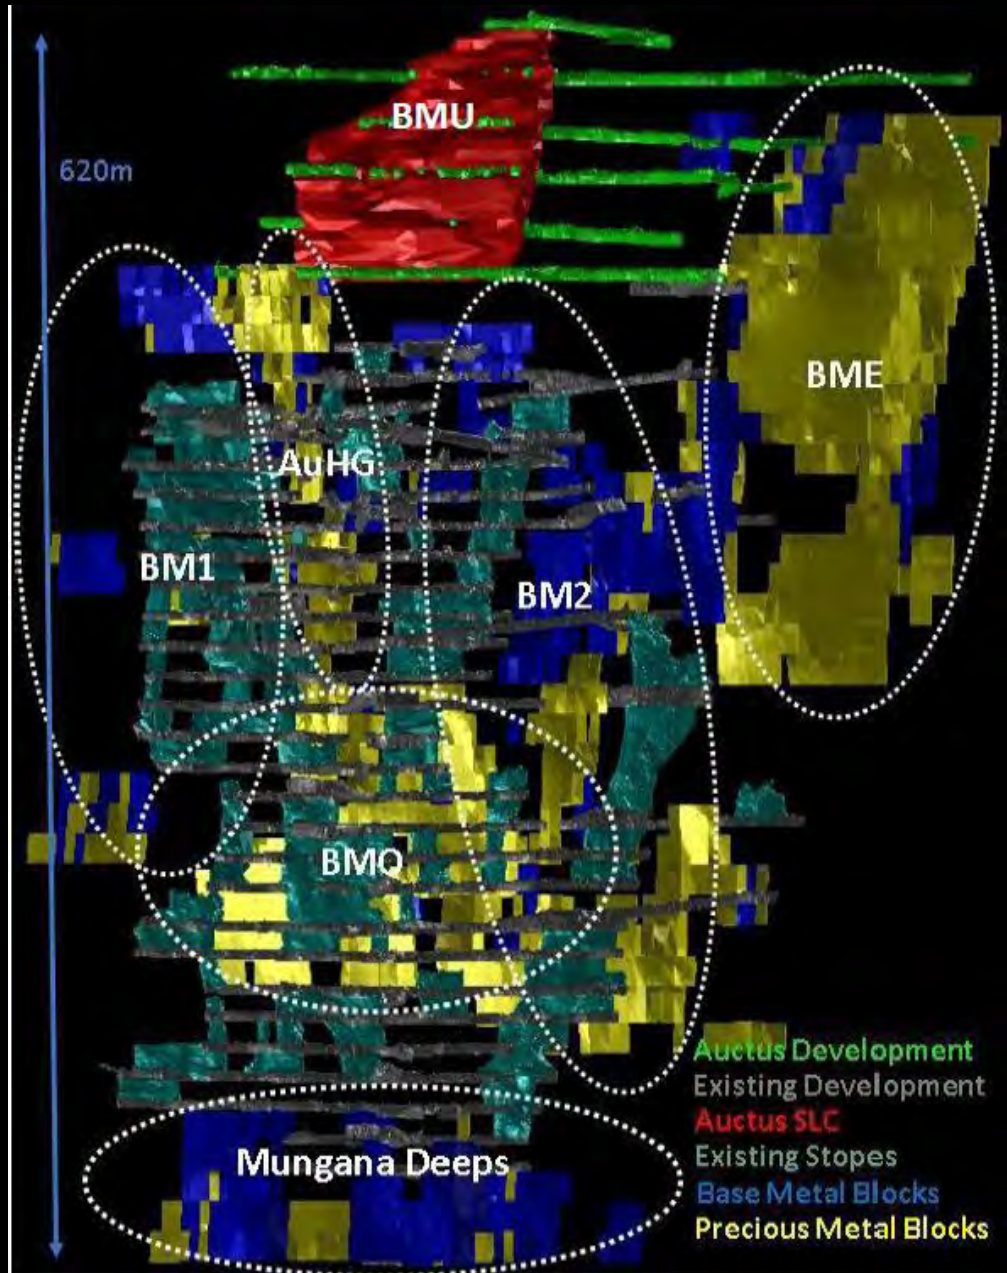 BMU
620m
BME
AuHG
BM1
BM2
BMQ
Mungana Deeps
Auctus Development
Existing Development
Auctus SLC
Existing Stopes
Base Metal Blocks
Precious Metal Blocks